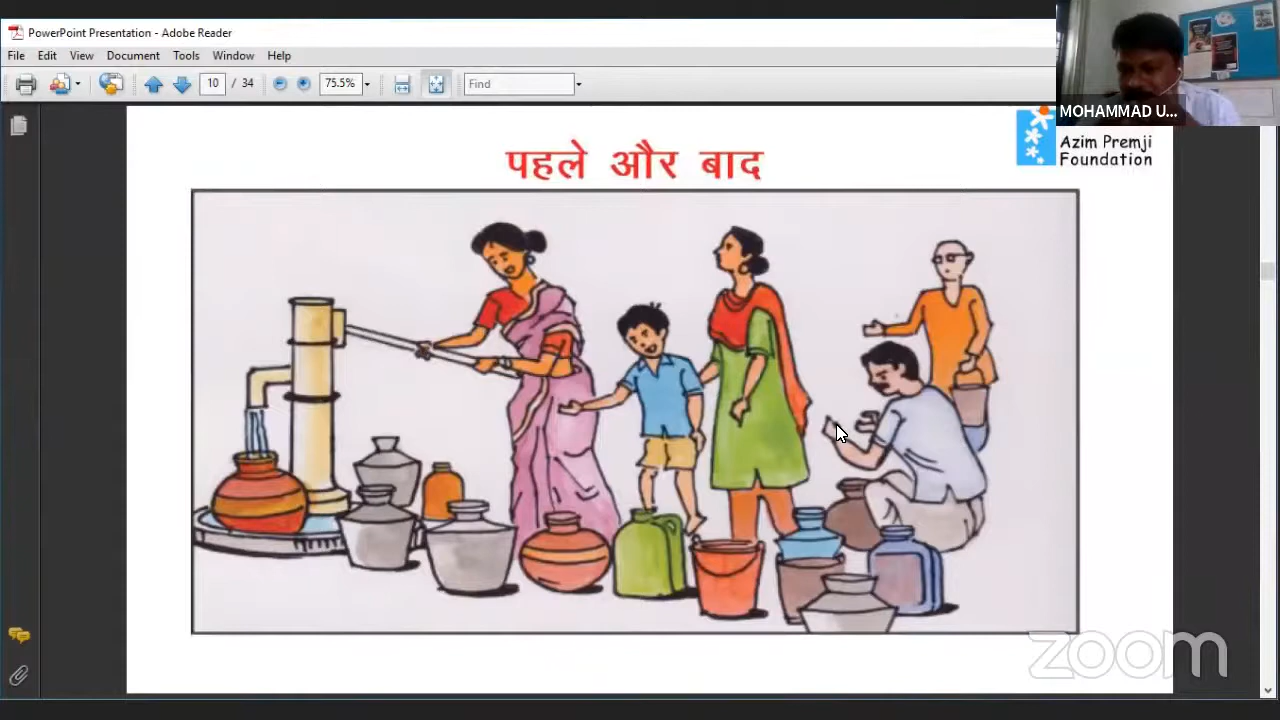 PowerPoint Presentation - Adobe Reader
File Edit View Document Tools Window Help
10 / 34 75.5% Find
MOHAMMAD U...
Azim Premji
Foundation
पहले और बाद
zoom